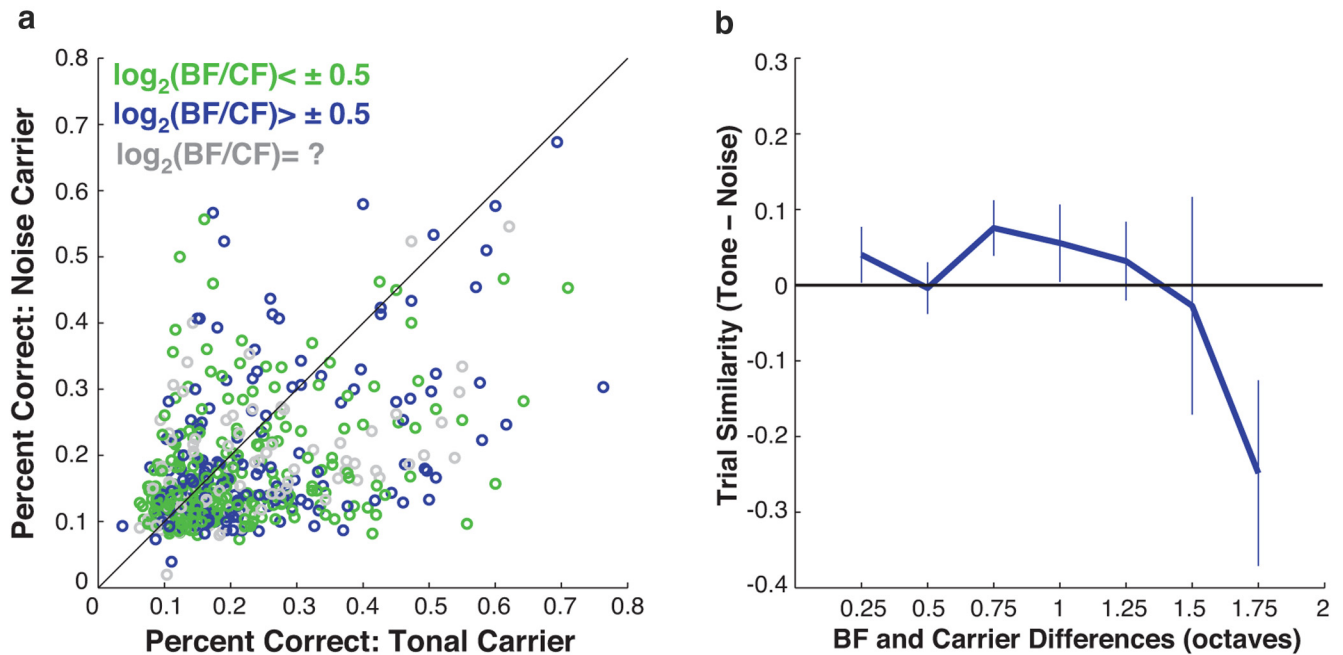 a
b
log₂(BF/CF)< ± 0.5
log₂(BF/CF)> ± 0.5
log₂(BF/CF)= ?
Percent Correct: Noise Carrier
0.8
0.7
0.6
0.5
0.4
0.3
0.2
0.1
0
0 0.1 0.2 0.3 0.4 0.5 0.6 0.7 0.8
Percent Correct: Tonal Carrier
Trial Similarity (Tone – Noise)
0.3
0.2
0.1
0
-0.1
-0.2
-0.3
-0.4
0.25 0.5 0.75 1 1.25 1.5 1.75 2
BF and Carrier Differences (octaves)